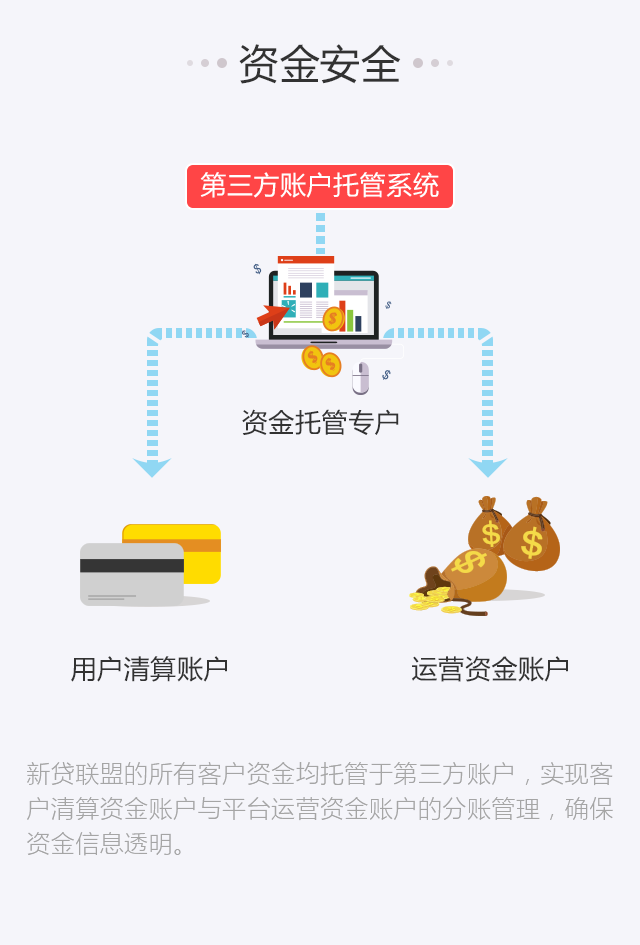 资金安全
第三方账户托管系统
资金托管专户
用户清算账户
运营资金账户
新贷联盟的所有客户资金均托管于第三方账户，实现客
户清算资金账户与平台运营资金账户的分账管理，确保
资金信息透明。